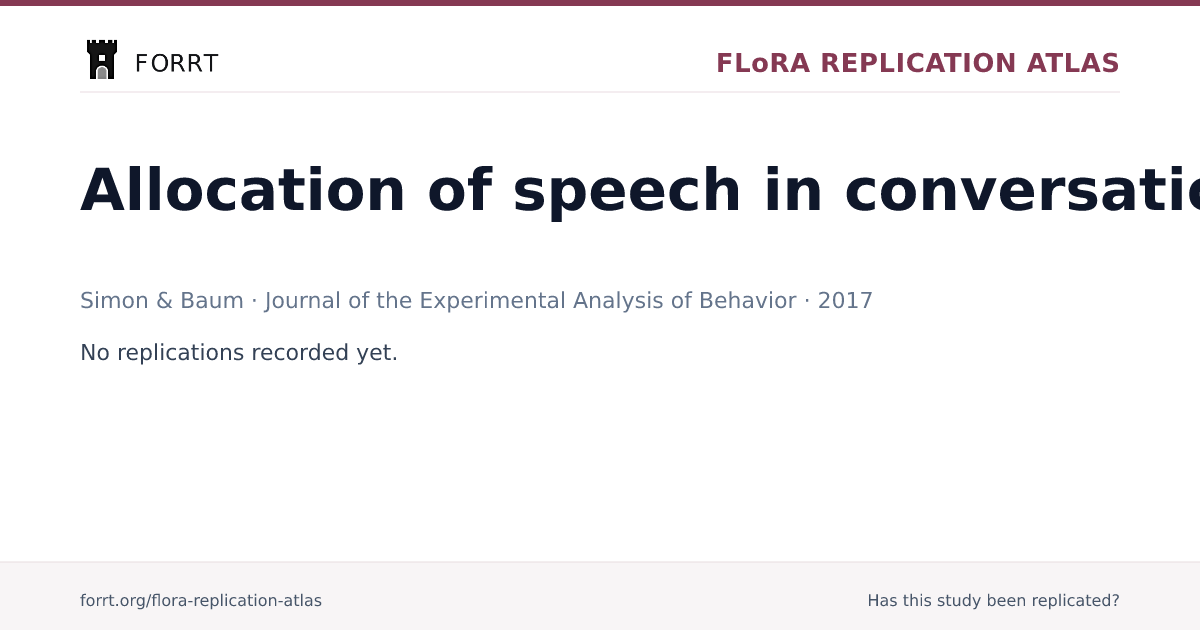 FORRT
FLoRA REPLICATION ATLAS
Allocation of speech in
Simon & Baum · Journal of the Experimental Analysis of Behavior · 2017
No replications recorded yet.
forrt.org/flora-replication-atlas
Has this study been replicated?